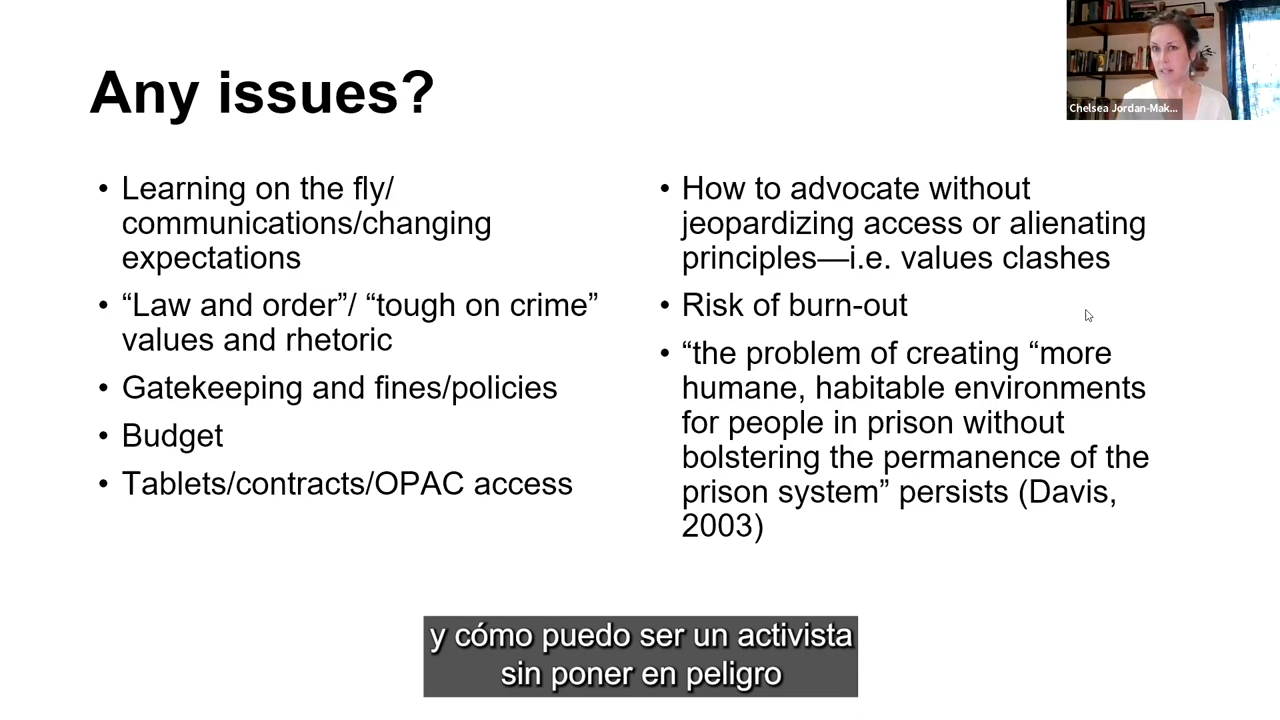 Any issues?
Chelsea Jordan-Mak...
• Learning on the fly/
communications/changing
expectations
• “Law and order”/ “tough on crime”
values and rhetoric
• Gatekeeping and fines/policies
• Budget
• Tablets/contracts/OPAC access
• How to advocate without
jeopardizing access or alienating
principles—i.e. values clashes
• Risk of burn-out
• “the problem of creating “more
humane, habitable environments
for people in prison without
bolstering the permanence of the
prison system” persists (Davis,
2003)
y cómo puedo ser un activista
sin poner en peligro